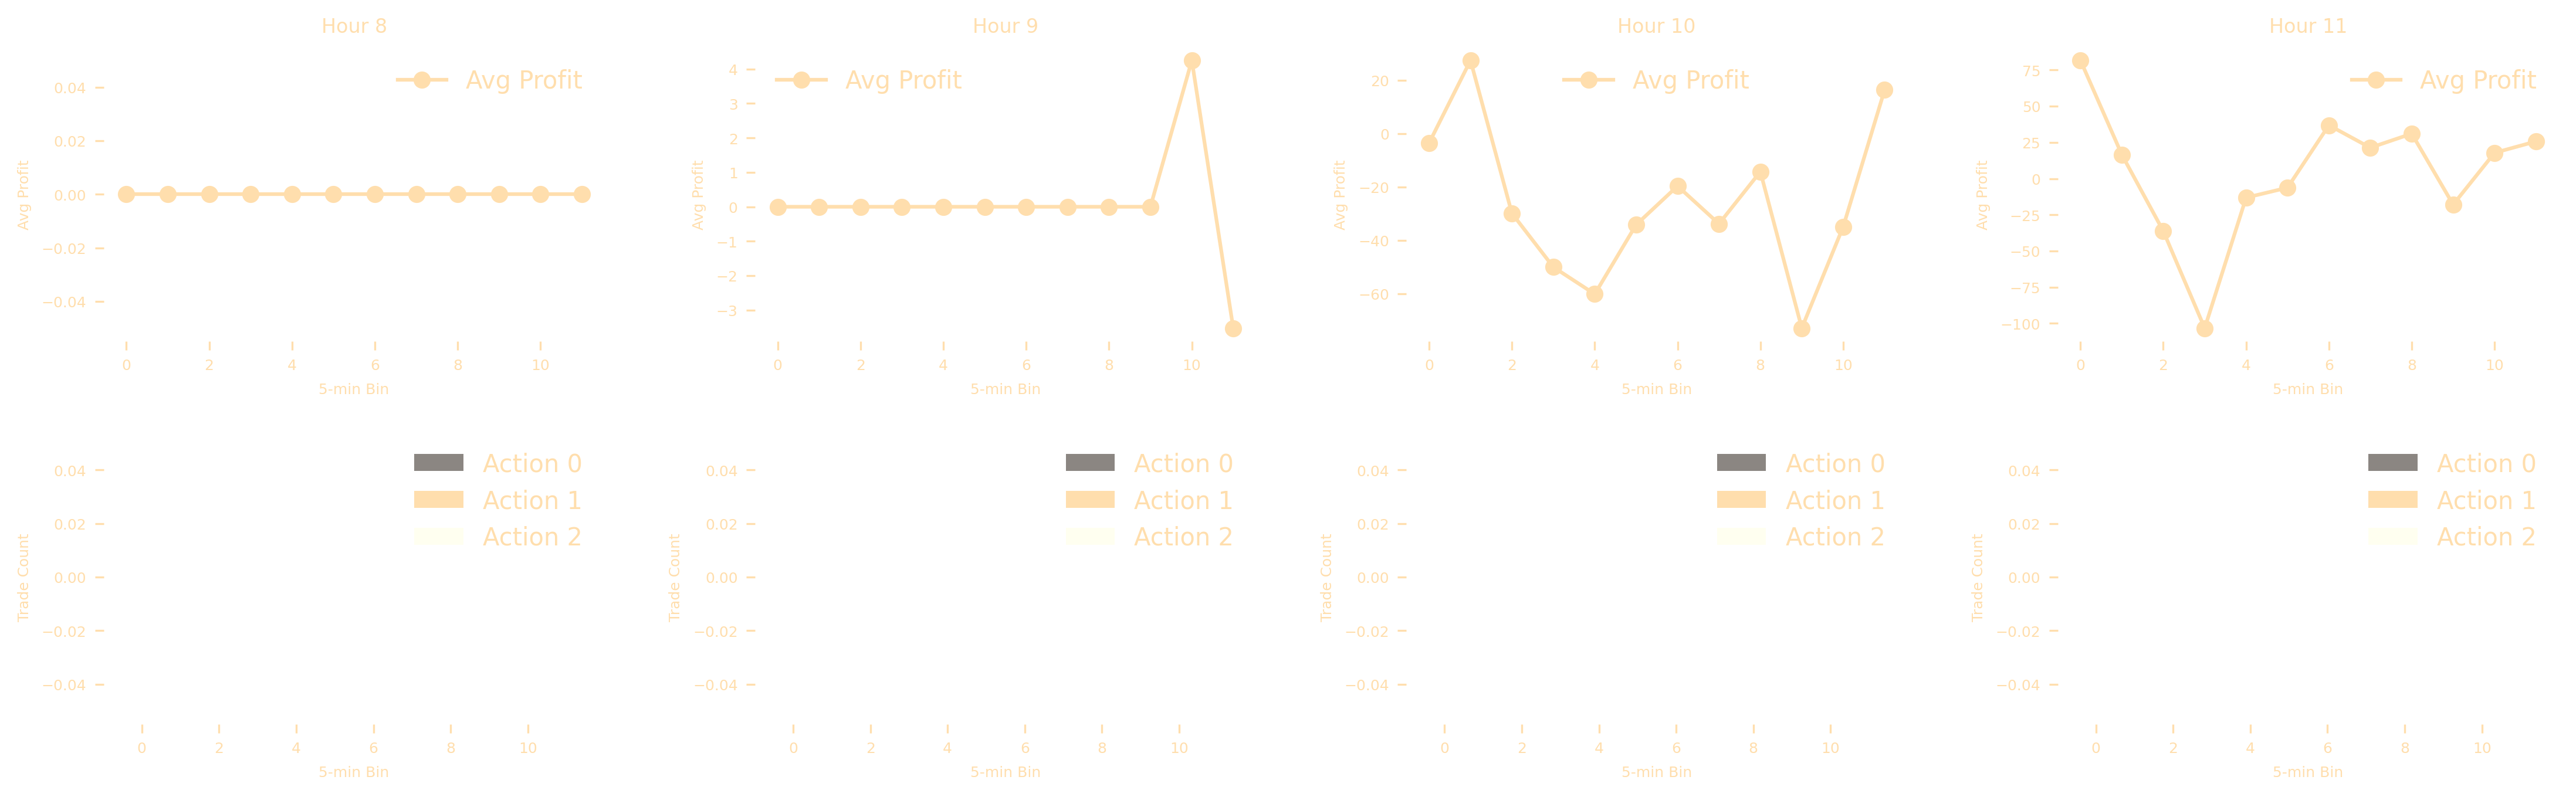 Hour 8
Avg Profit
0.04
0.02
0.00
−0.02
−0.04
Avg Profit
0 2 4 6 8 10
5-min Bin
Hour 9
Avg Profit
4
3
2
1
0
−1
−2
−3
Avg Profit
0 2 4 6 8 10
5-min Bin
Hour 10
Avg Profit
20
0
−20
−40
−60
Avg Profit
0 2 4 6 8 10
5-min Bin
Hour 11
Avg Profit
75
50
25
0
−25
−50
−75
−100
Avg Profit
0 2 4 6 8 10
5-min Bin
Action 0
Action 1
Action 2
0.04
0.02
0.00
−0.02
−0.04
Trade Count
0 2 4 6 8 10
5-min Bin
Action 0
Action 1
Action 2
0.04
0.02
0.00
−0.02
−0.04
Trade Count
0 2 4 6 8 10
5-min Bin
Action 0
Action 1
Action 2
0.04
0.02
0.00
−0.02
−0.04
Trade Count
0 2 4 6 8 10
5-min Bin
Action 0
Action 1
Action 2
0.04
0.02
0.00
−0.02
−0.04
Trade Count
0 2 4 6 8 10
5-min Bin